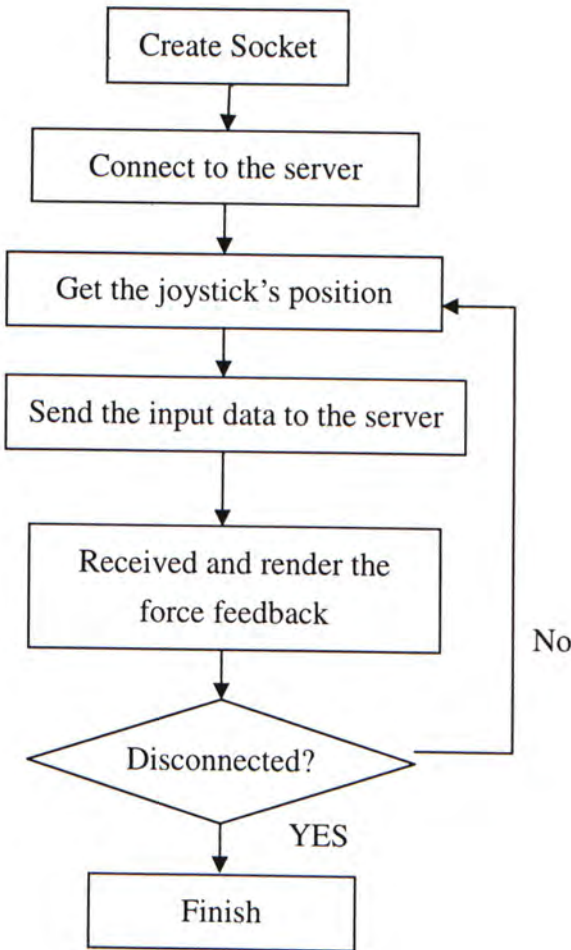 Create Socket
Connect to the server
Get the joystick's position
Send the input data to the server
Received and render the
force feedback
No
Disconnected?
YES
Finish